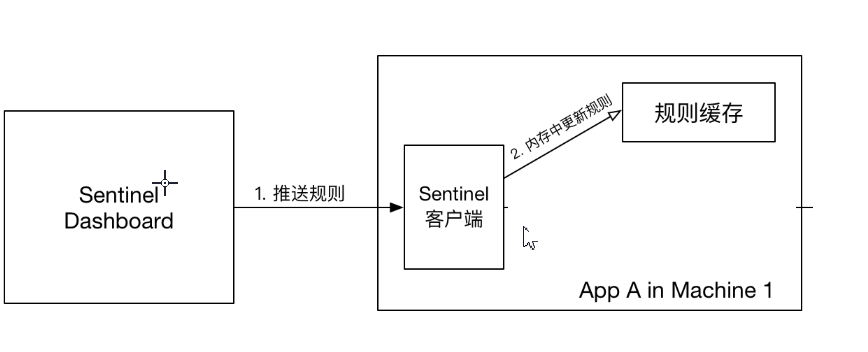 Sentinel
Dashboard
1. 推送规则
Sentinel
客户端
2. 内存中更新规则
规则缓存
App A in Machine 1